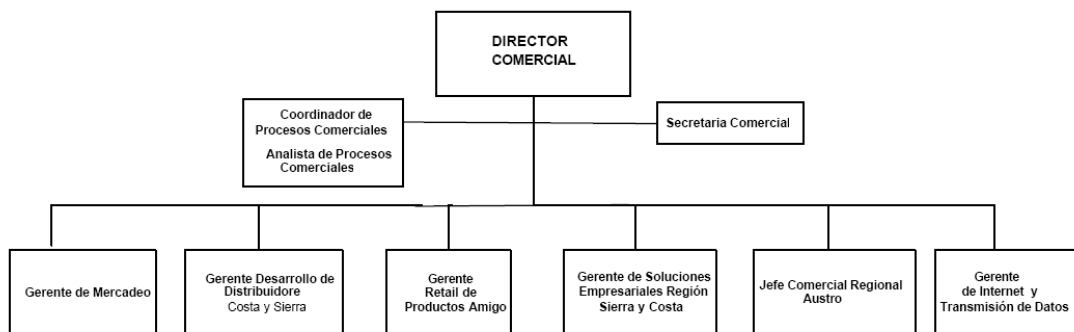 DIRECTOR
COMERCIAL
Coordinador de
Procesos Comerciales
Analista de Procesos
Comerciales
Secretaria Comercial
Gerente de Mercadeo
Gerente Desarrollo de
Distribuidore
Costa y Sierra
Gerente
Retail de
Productos Amigo
Gerente de Soluciones
Empresariales Región
Sierra y Costa
Jefe Comercial Regional
Austro
Gerente
de Internet y
Transmisión de Datos